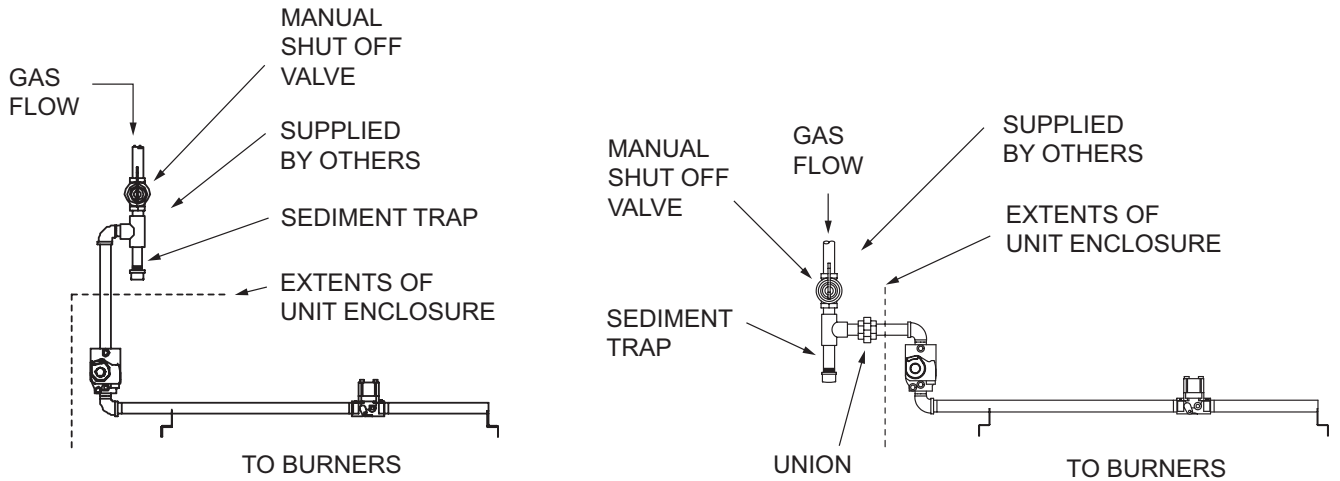 MANUAL
SHUT OFF
VALVE
GAS
FLOW
SUPPLIED
BY OTHERS
SEDIMENT TRAP
EXTENTS OF
UNIT ENCLOSURE
TO BURNERS
MANUAL
SHUT OFF
VALVE
GAS
FLOW
SUPPLIED
BY OTHERS
EXTENTS OF
UNIT ENCLOSURE
SEDIMENT
TRAP
UNION
TO BURNERS